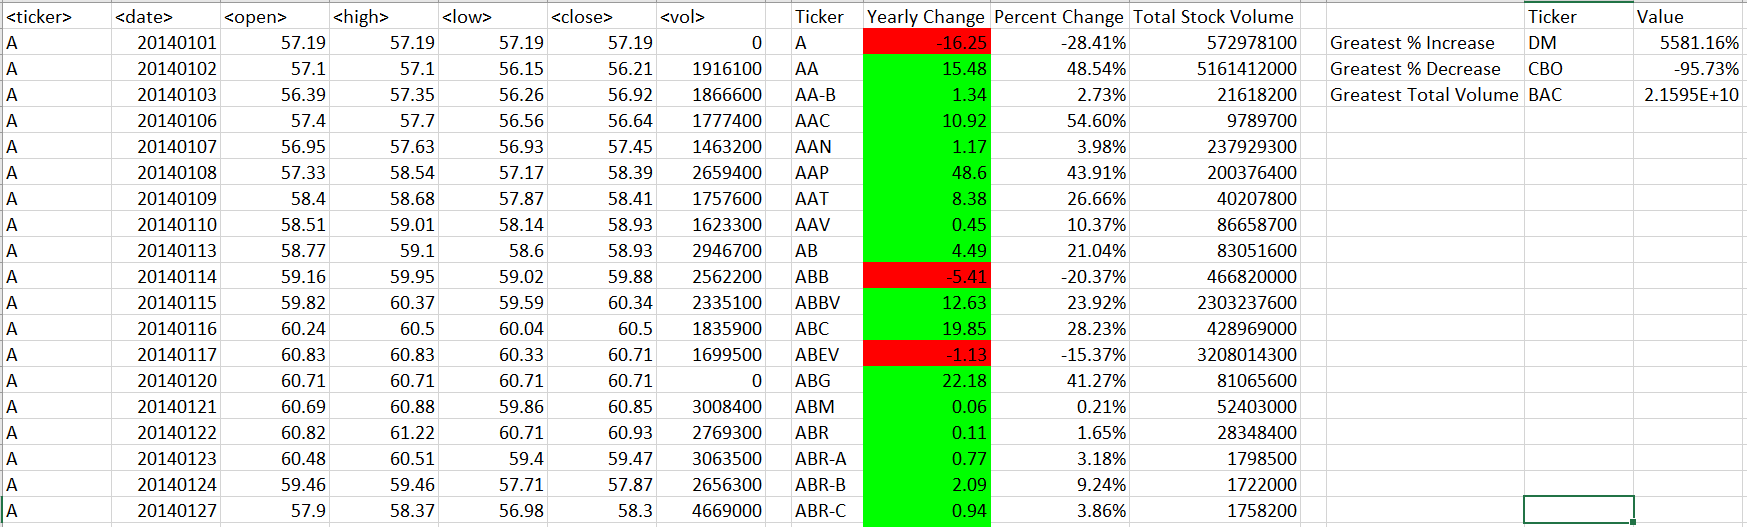 <ticker> <date> <open> <high> <low> <close> <vol> Ticker Yearly Change Percent Change Total Stock Volume Ticker Value
A 20140101 57.19 57.19 57.19 57.19 0 A -16.25 -28.41% 572978100 Greatest % Increase DM 5581.16%
A 20140102 57.1 57.1 56.15 56.21 1916100 AA 15.48 48.54% 5161412000 Greatest % Decrease CBO -95.73%
A 20140103 56.39 57.35 56.26 56.92 1866600 AA-B 1.34 2.73% 21618200 Greatest Total Volume BAC 2.1595E+10
A 20140106 57.4 57.7 56.56 56.64 1777400 AAC 10.92 54.60% 9789700
A 20140107 56.95 57.63 56.93 57.45 1463200 AAN 1.17 3.98% 237929300
A 20140108 57.33 58.54 57.17 58.39 2659400 AAP 48.6 43.91% 200376400
A 20140109 58.4 58.68 57.87 58.41 1757600 AAT 8.38 26.66% 40207800
A 20140110 58.51 59.01 58.14 58.93 1623300 AAV 0.45 10.37% 86658700
A 20140113 58.77 59.1 58.6 58.93 2946700 AB 4.49 21.04% 83051600
A 20140114 59.16 59.95 59.02 59.88 2562200 ABB -5.41 -20.37% 466820000
A 20140115 59.82 60.37 59.59 60.34 2335100 ABBV 12.63 23.92% 2303237600
A 20140116 60.24 60.5 60.04 60.5 1835900 ABC 19.85 28.23% 428969000
A 20140117 60.83 60.83 60.33 60.71 1699500 ABEV -1.13 -15.37% 3208014300
A 20140120 60.71 60.71 60.71 60.71 0 ABG 22.18 41.27% 81065600
A 20140121 60.69 60.88 59.86 60.85 3008400 ABM 0.06 0.21% 52403000
A 20140122 60.82 61.22 60.71 60.93 2769300 ABR 0.11 1.65% 28348400
A 20140123 60.48 60.51 59.4 59.47 3063500 ABR-A 0.77 3.18% 1798500
A 20140124 59.46 59.46 57.71 57.87 2656300 ABR-B 2.09 9.24% 1722000
A 20140127 57.9 58.37 56.98 58.3 4669000 ABR-C 0.94 3.86% 1758200